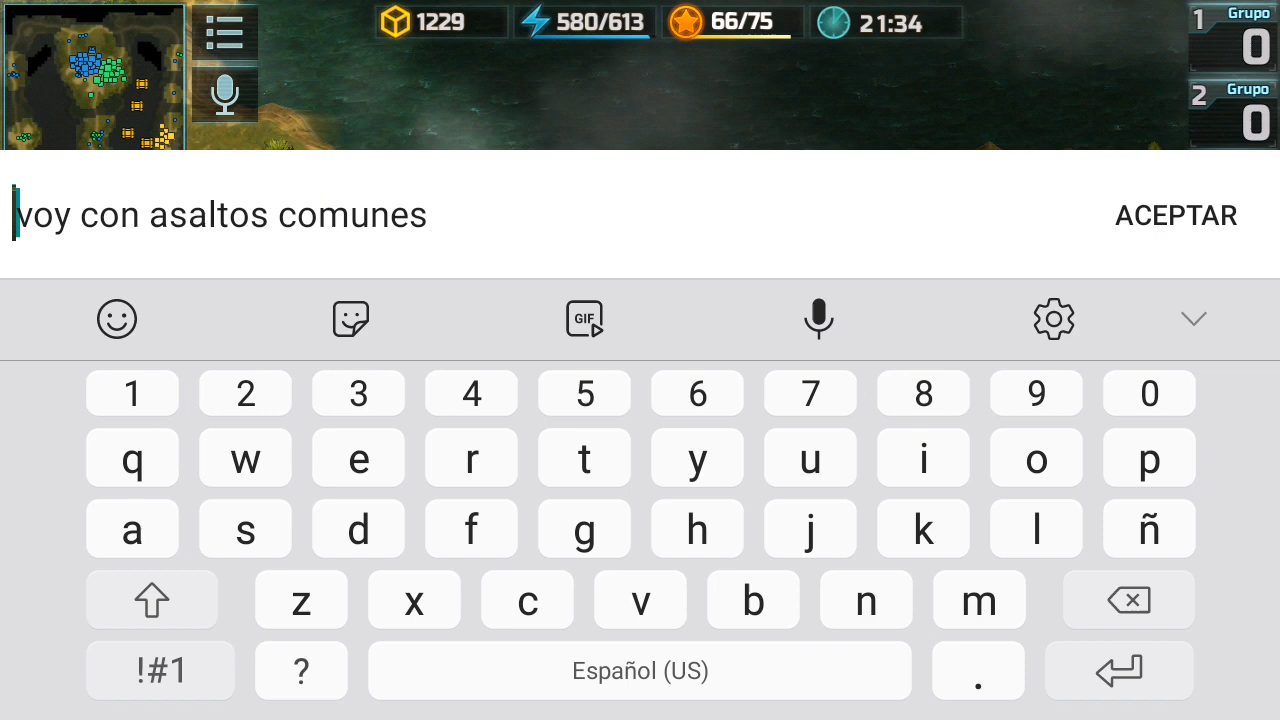 1229
580/613
66/75
21:34
1 Grupo
0
2 Grupo
0
voy con asaltos comunes
ACEPTAR
GIF
1 2 3 4 5 6 7 8 9 0
q w e r t y u i o p
a s d f g h j k l ñ
z x c v b n m
!#1 ? Español (US) .